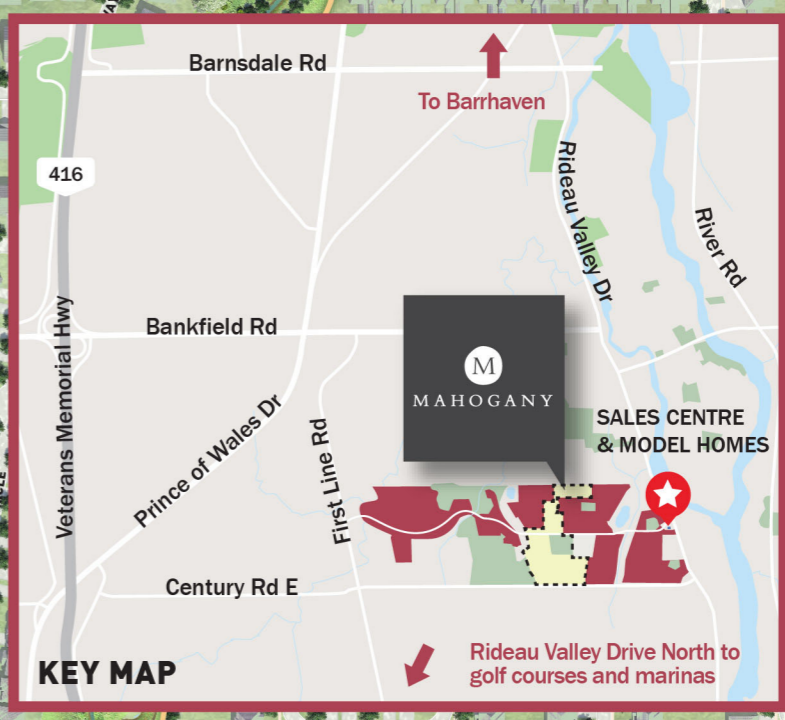 Barnsdale Rd
To Barrhaven
416
Rideau Valley Dr
River Rd
Veterans Memorial Hwy
Bankfield Rd
M
MAHOGANY
SALES CENTRE
& MODEL HOMES
Prince of Wales Dr
First Line Rd
Century Rd E
KEY MAP
Rideau Valley Drive North to
golf courses and marinas